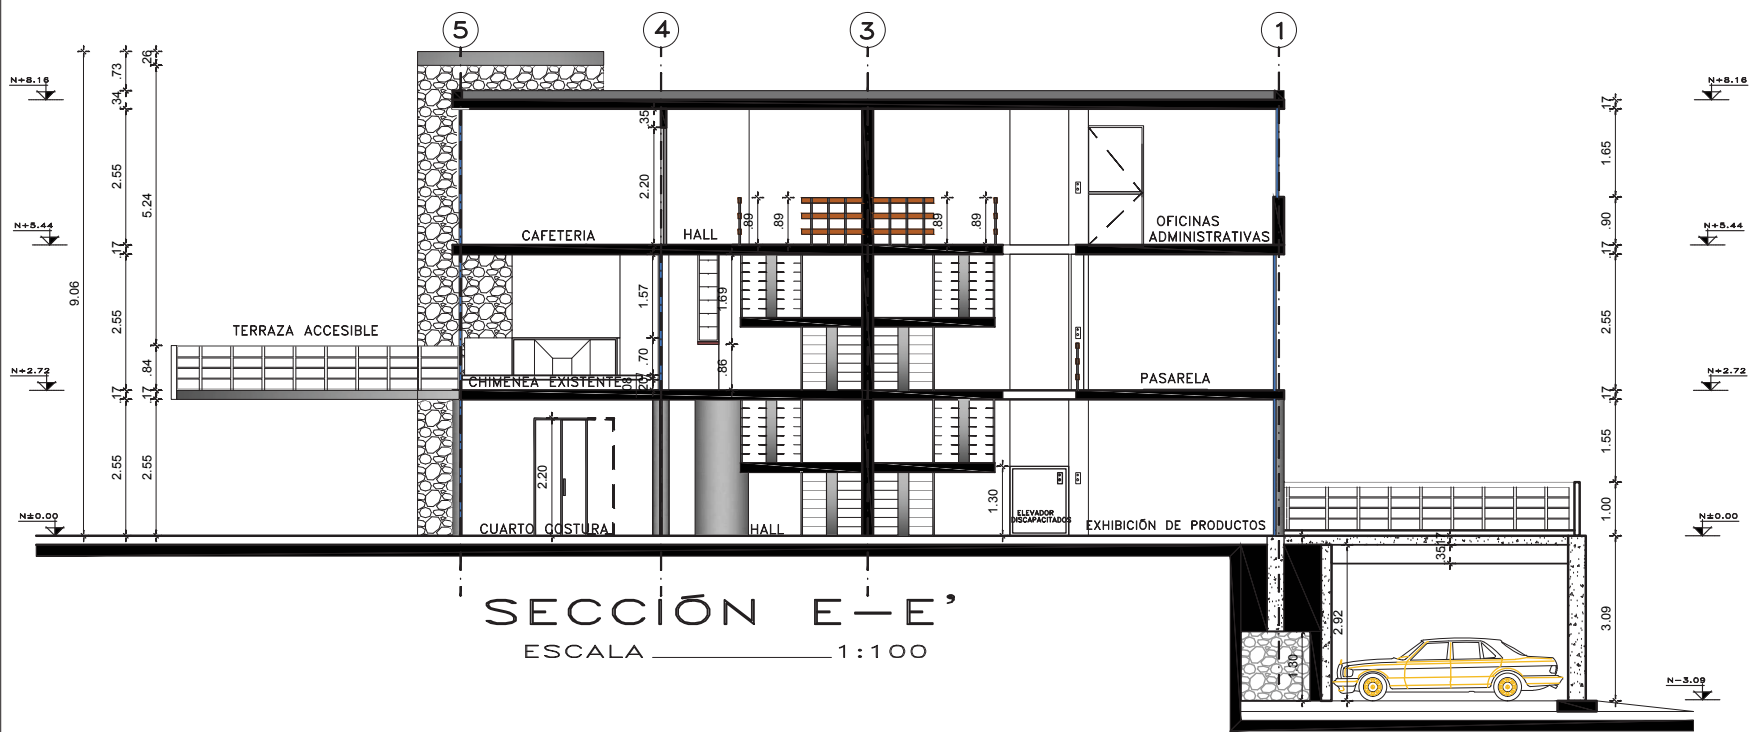 5
4
3
1
N+8.16
9.06
.73
.34
2.55
.17
2.55
.17
2.55
.26
5.24
.84
.17
2.55
N+5.44
N+2.72
N±0.00
.35
2.20
CAFETERIA
HALL
.89
.89
.89
.89
OFICINAS
ADMINISTRATIVAS
TERRAZA ACCESIBLE
1.57
.70
1.69
.86
CHIMENEA EXISTENTE
.08
.20
PASARELA
2.20
CUARTO COSTURA
HALL
1.30
ELEVADOR
DISCAPACITADOS
EXHIBICIÓN DE PRODUCTOS
N+8.16
.17
1.65
.90
N+5.44
.17
2.55
N+2.72
.17
1.55
1.00
N±0.00
3.09
N-3.09
.35
.17
2.92
1.30
SECCIÓN E-E'
ESCALA 1:100